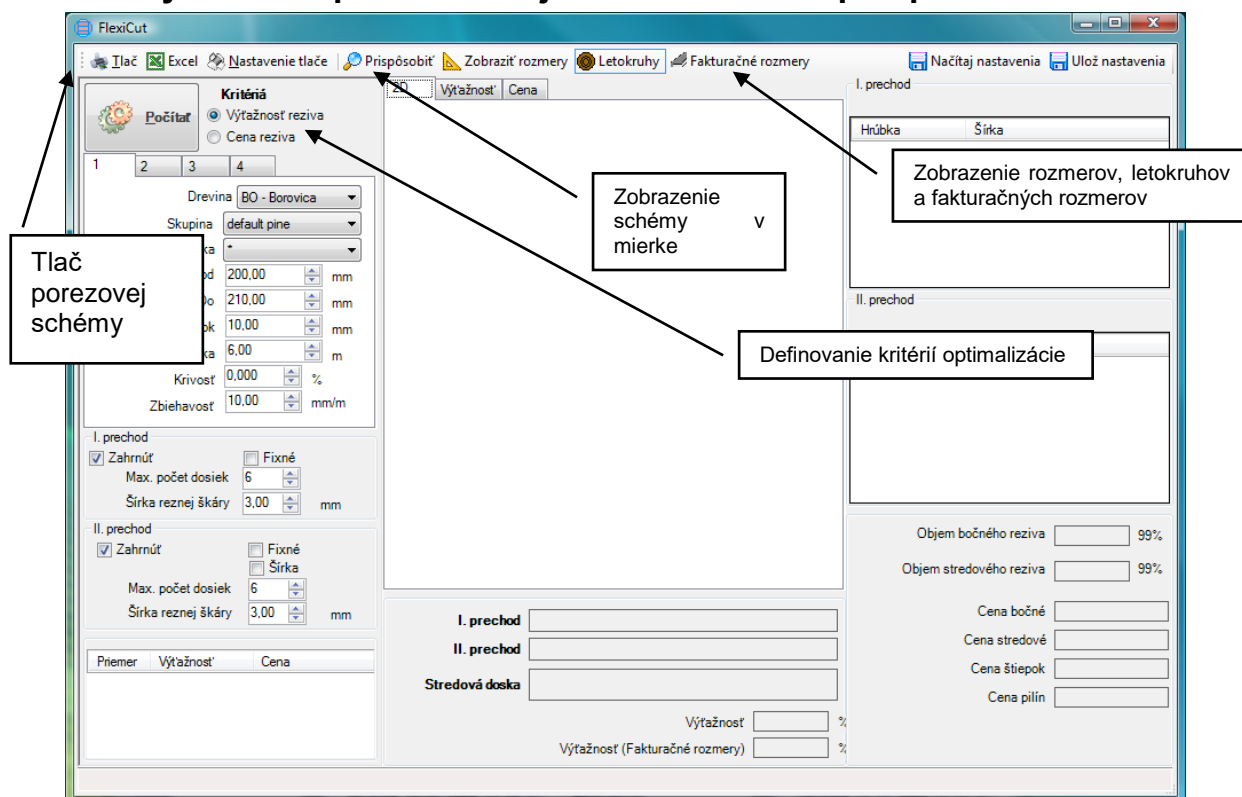 FlexiCut
Tlač Excel Nastavenie tlače Prispôsobiť Zobraziť rozmery Letokruhy Fakturačné rozmery Načítaj nastavenia Ulož nastavenia
Počítať
Kritériá
Výťažnosť reziva
Cena reziva
1 2 3 4
Drevina BO - Borovica
Skupina default pine
*
200,00 mm
210,00 mm
10,00 mm
6,00 m
Krivosť 0,000 %
Zbiehavosť 10,00 mm/m
Tlač
porezovej
schémy
I. prechod
Zahrnúť Fixné
Max. počet dosiek 6
Šírka reznej škáry 3,00 mm
II. prechod
Zahrnúť Fixné
Šírka
Max. počet dosiek 6
Šírka reznej škáry 3,00 mm
Priemer Výťažnosť Cena
2D Výťažnosť Cena
Zobrazenie
schémy v
mierke
Definovanie kritérií optimalizácie
I. prechod
II. prechod
Stredová doska
Výťažnosť %
Výťažnosť (Fakturačné rozmery) %
I. prechod
Hrúbka Šírka
Zobrazenie rozmerov, letokruhov
a fakturačných rozmerov
II. prechod
Objem bočného reziva 99%
Objem stredového reziva 99%
Cena bočné
Cena stredové
Cena štiepok
Cena pilín